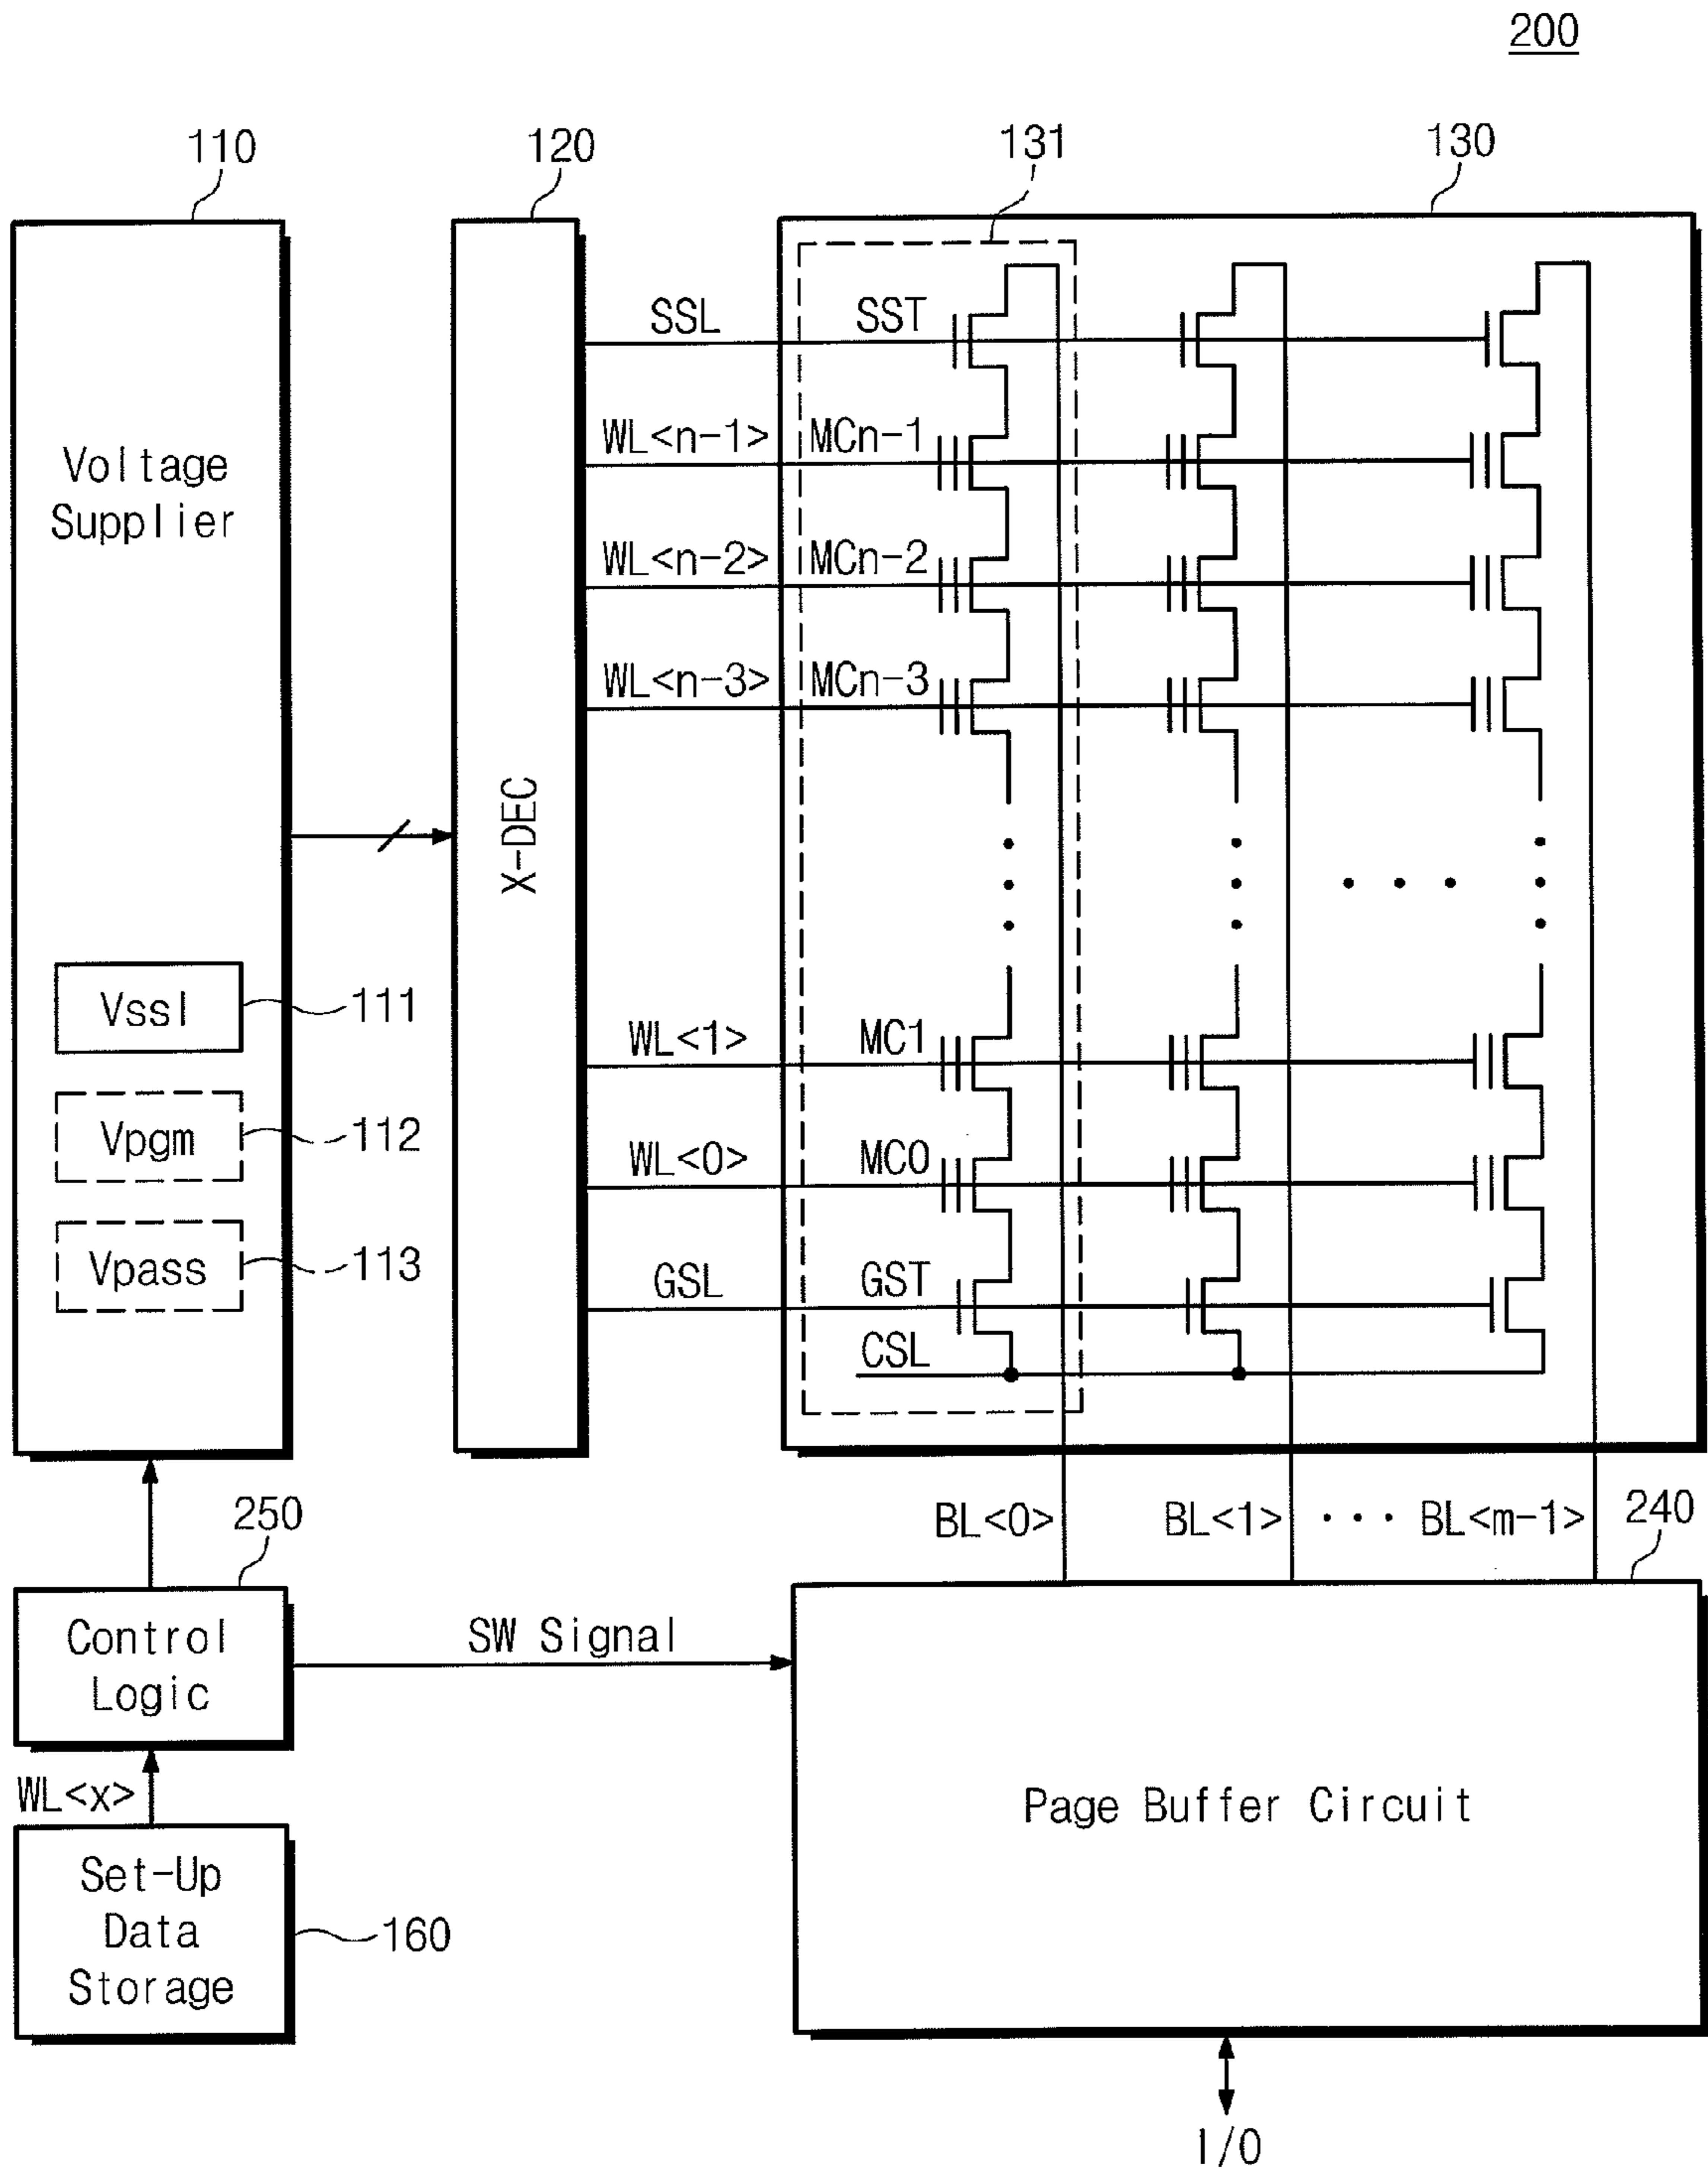 200
110
120
131
130
Voltage
Supplier
X-DEC
SSL
SST
WL<n-1>
MCn-1
WL<n-2>
MCn-2
WL<n-3>
MCn-3
Vssl
111
Vpgm
112
Vpass
113
WL<1>
MC1
WL<0>
MC0
GSL
GST
CSL
BL<0>
BL<1>
BL<m-1>
240
250
Control
Logic
SW Signal
WL<x>
Set-Up
Data
Storage
160
Page Buffer Circuit
I/O